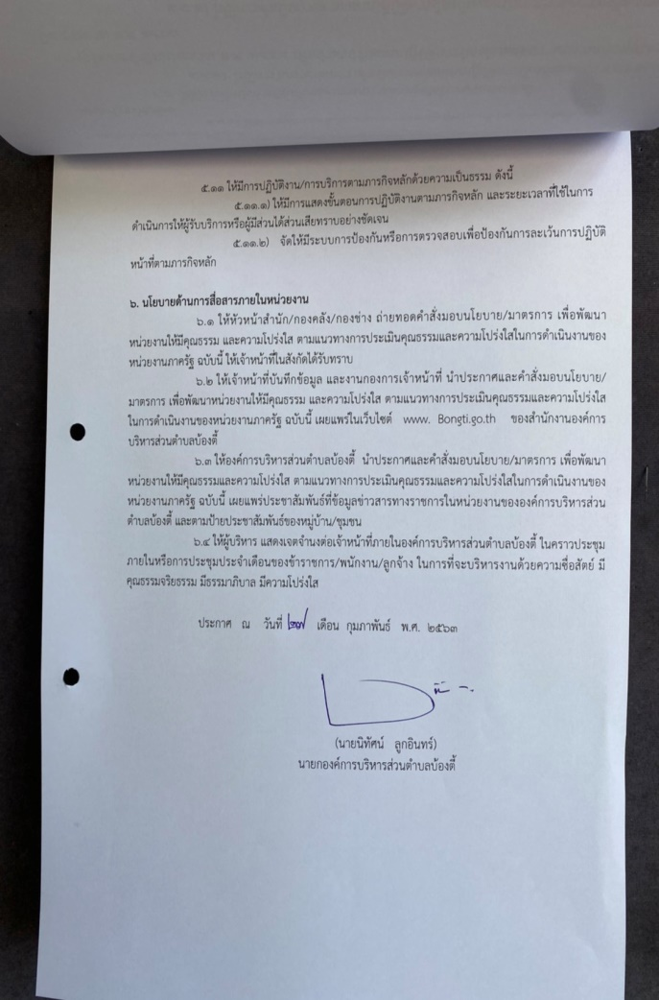 ๕.๑๑ ให้มีการปฏิบัติงาน/การบริการตามภารกิจหลักด้วยความเป็นธรรม ดังนี้
๕.๑๑.๑) ให้มีการแสดงขั้นตอนการปฏิบัติงานตามภารกิจหลัก และระยะเวลาที่ใช้ในการ
ดำเนินการให้ผู้รับบริการหรือผู้มีส่วนได้ส่วนเสียทราบอย่างชัดเจน
๕.๑๑.๒) จัดให้มีระบบการป้องกันหรือการตรวจสอบเพื่อป้องกันการละเว้นการปฏิบัติ
หน้าที่ตามภารกิจหลัก
๖. นโยบายด้านการสื่อสารภายในหน่วยงาน
๖.๑ ให้หัวหน้าสำนัก/กองคลัง/กองช่าง ถ่ายทอดคำสั่งมอบนโยบาย/มาตรการ เพื่อพัฒนา
หน่วยงานให้มีคุณธรรม และความโปร่งใส ตามแนวทางการประเมินคุณธรรมและความโปร่งใสในการดำเนินงานของ
หน่วยงานภาครัฐ ฉบับนี้ ให้เจ้าหน้าที่ในสังกัดได้รับทราบ
๖.๒ ให้เจ้าหน้าที่บันทึกข้อมูล และงานกองการเจ้าหน้าที่ นำประกาศและคำสั่งมอบนโยบาย/
มาตรการ เพื่อพัฒนาหน่วยงานให้มีคุณธรรม และความโปร่งใส ตามแนวทางการประเมินคุณธรรมและความโปร่งใส
ในการดำเนินงานของหน่วยงานภาครัฐ ฉบับนี้ เผยแพร่ในเว็บไซต์ www. Bongti.go.th ของสำนักงานองค์การ
บริหารส่วนตำบลบ้องตี้
๖.๓ ให้องค์การบริหารส่วนตำบลบ้องตี้ นำประกาศและคำสั่งมอบนโยบาย/มาตรการ เพื่อพัฒนา
หน่วยงานให้มีคุณธรรมและความโปร่งใส ตามแนวทางการประเมินคุณธรรมและความโปร่งใสในการดำเนินงานของ
หน่วยงานภาครัฐ ฉบับนี้ เผยแพร่ประชาสัมพันธ์ที่ข้อมูลข่าวสารทางราชการในหน่วยงานขององค์การบริหารส่วน
ตำบลบ้องตี้ และตามป้ายประชาสัมพันธ์ของหมู่บ้าน/ชุมชน
๖.๔ ให้ผู้บริหาร แสดงเจตจำนงต่อเจ้าหน้าที่ภายในองค์การบริหารส่วนตำบลบ้องตี้ ในคราวประชุม
ภายในหรือการประชุมประจำเดือนของข้าราชการ/พนักงาน/ลูกจ้าง ในการที่จะบริหารงานด้วยความซื่อสัตย์ มี
คุณธรรมจริยธรรม มีธรรมาภิบาล มีความโปร่งใส
ประกาศ ณ วันที่ ๒๗ เดือน กุมภาพันธ์ พ.ศ. ๒๕๖๓
(นายนิทัศน์ ลูกอินทร์)
นายกองค์การบริหารส่วนตำบลบ้องตี้